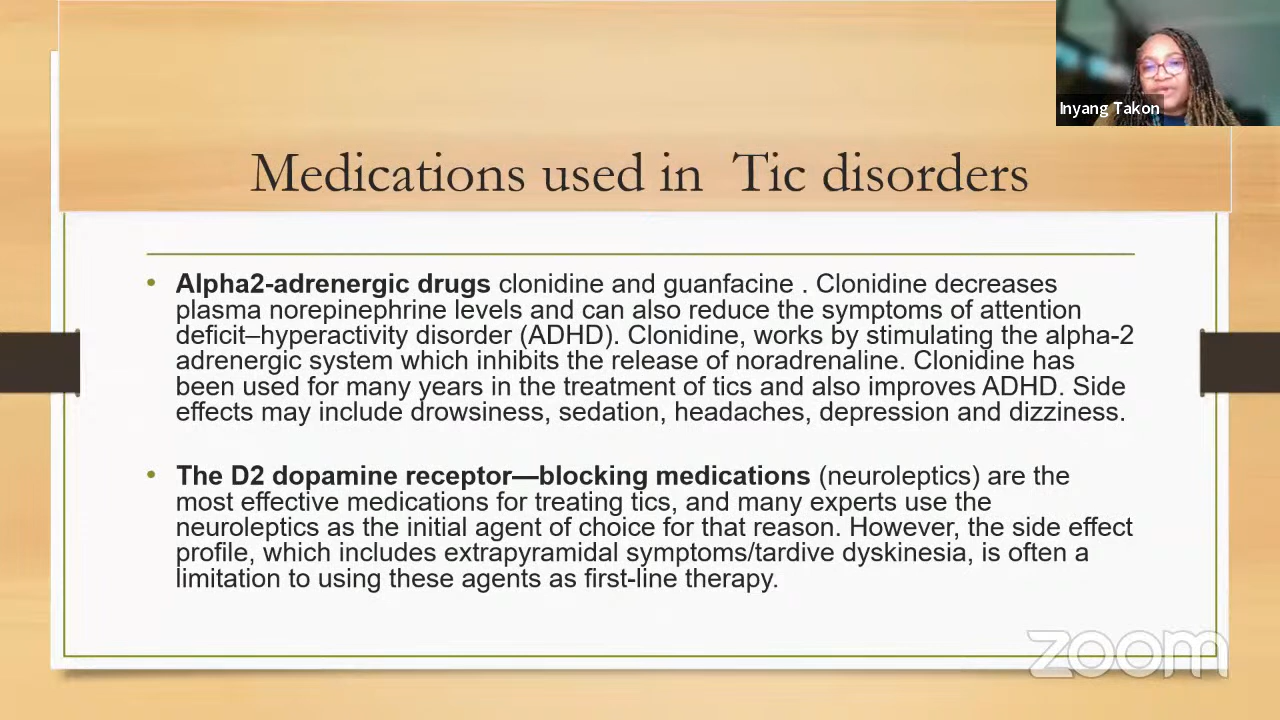 Inyang Takon
Medications used in  Tic disorders
• Alpha2-adrenergic drugs clonidine and guanfacine . Clonidine decreases
plasma norepinephrine levels and can also reduce the symptoms of attention
deficit–hyperactivity disorder (ADHD). Clonidine, works by stimulating the alpha-2
adrenergic system which inhibits the release of noradrenaline. Clonidine has
been used for many years in the treatment of tics and also improves ADHD. Side
effects may include drowsiness, sedation, headaches, depression and dizziness.
• The D2 dopamine receptor—blocking medications (neuroleptics) are the
most effective medications for treating tics, and many experts use the
neuroleptics as the initial agent of choice for that reason. However, the side effect
profile, which includes extrapyramidal symptoms/tardive dyskinesia, is often a
limitation to using these agents as first-line therapy.
zoom